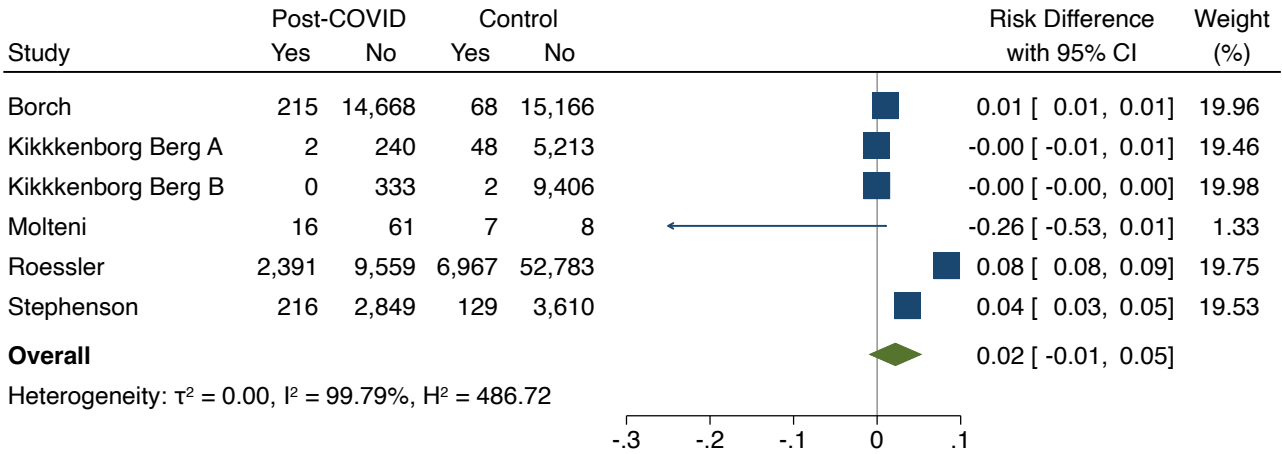 Post-COVID Control Risk Difference Weight
Study Yes No Yes No with 95% CI (%)
Borch 215 14,668 68 15,166 0.01 [ 0.01, 0.01] 19.96
Kikkkenborg Berg A 2 240 48 5,213 -0.00 [ -0.01, 0.01] 19.46
Kikkkenborg Berg B 0 333 2 9,406 -0.00 [ -0.00, 0.00] 19.98
Molteni 16 61 7 8 -0.26 [ -0.53, 0.01] 1.33
Roessler 2,391 9,559 6,967 52,783 0.08 [ 0.08, 0.09] 19.75
Stephenson 216 2,849 129 3,610 0.04 [ 0.03, 0.05] 19.53
Overall 0.02 [ -0.01, 0.05]
Heterogeneity: τ² = 0.00, I² = 99.79%, H² = 486.72
-.3 -.2 -.1 0 .1